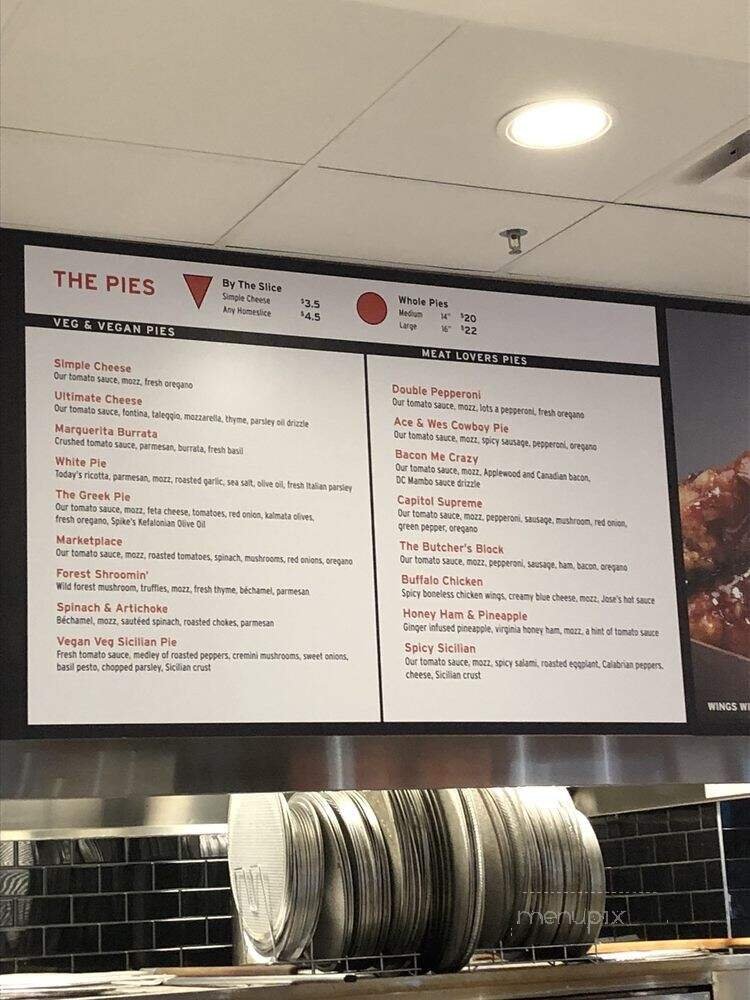 THE PIES
By The Slice
Simple Cheese $3.5
Any Homeslice $4.5
Whole Pies
Medium 14" $20
Large 16" $22
VEG & VEGAN PIES
Simple Cheese
Our tomato sauce, mozz, fresh oregano
Ultimate Cheese
Our tomato sauce, fontina, taleggio, mozzarella, thyme, parsley oil drizzle
Marguerita Burrata
Crushed tomato sauce, parmesan, burrata, fresh basil
White Pie
Today's ricotta, parmesan, mozz, roasted garlic, sea salt, olive oil, fresh Italian parsley
The Greek Pie
Our tomato sauce, mozz, feta cheese, tomatoes, red onion, kalmata olives,
fresh oregano, Spike's Kefalonian Olive Oil
Marketplace
Our tomato sauce, mozz, roasted tomatoes, spinach, mushrooms, red onions, oregano
Forest Shroomin'
Wild forest mushroom, truffles, mozz, fresh thyme, béchamel, parmesan
Spinach & Artichoke
Béchamel, mozz, sautéed spinach, roasted chokes, parmesan
Vegan Veg Sicilian Pie
Fresh tomato sauce, medley of roasted peppers, cremini mushrooms, sweet onions,
basil pesto, chopped parsley, Sicilian crust
MEAT LOVERS PIES
Double Pepperoni
Our tomato sauce, mozz, lots a pepperoni, fresh oregano
Ace & Wes Cowboy Pie
Our tomato sauce, mozz, spicy sausage, pepperoni, oregano
Bacon Me Crazy
Our tomato sauce, mozz, Applewood and Canadian bacon,
DC Mambo sauce drizzle
Capitol Supreme
Our tomato sauce, mozz, pepperoni, sausage, mushroom, red onion,
green pepper, oregano
The Butcher's Block
Our tomato sauce, mozz, pepperoni, sausage, ham, bacon, oregano
Buffalo Chicken
Spicy boneless chicken wings, creamy blue cheese, mozz, Jose's hot sauce
Honey Ham & Pineapple
Ginger infused pineapple, virginia honey ham, mozz, a hint of tomato sauce
Spicy Sicilian
Our tomato sauce, mozz, spicy salami, roasted eggplant, Calabrian peppers,
cheese, Sicilian crust
WINGS WI
menupix